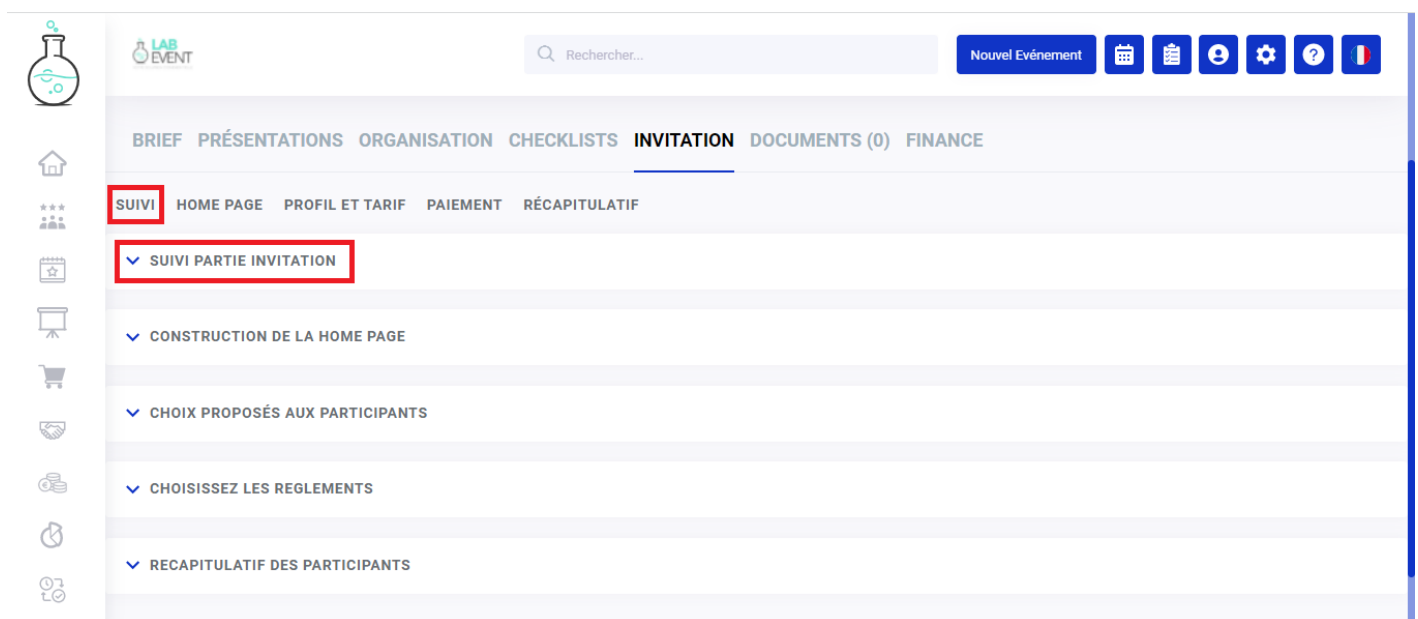 LAB
EVENT
Rechercher...
Nouvel Evénement
BRIEF PRÉSENTATIONS ORGANISATION CHECKLISTS INVITATION DOCUMENTS (0) FINANCE
SUIVI HOME PAGE PROFIL ET TARIF PAIEMENT RÉCAPITULATIF
SUIVI PARTIE INVITATION
CONSTRUCTION DE LA HOME PAGE
CHOIX PROPOSÉS AUX PARTICIPANTS
CHOISISSEZ LES REGLEMENTS
RECAPITULATIF DES PARTICIPANTS